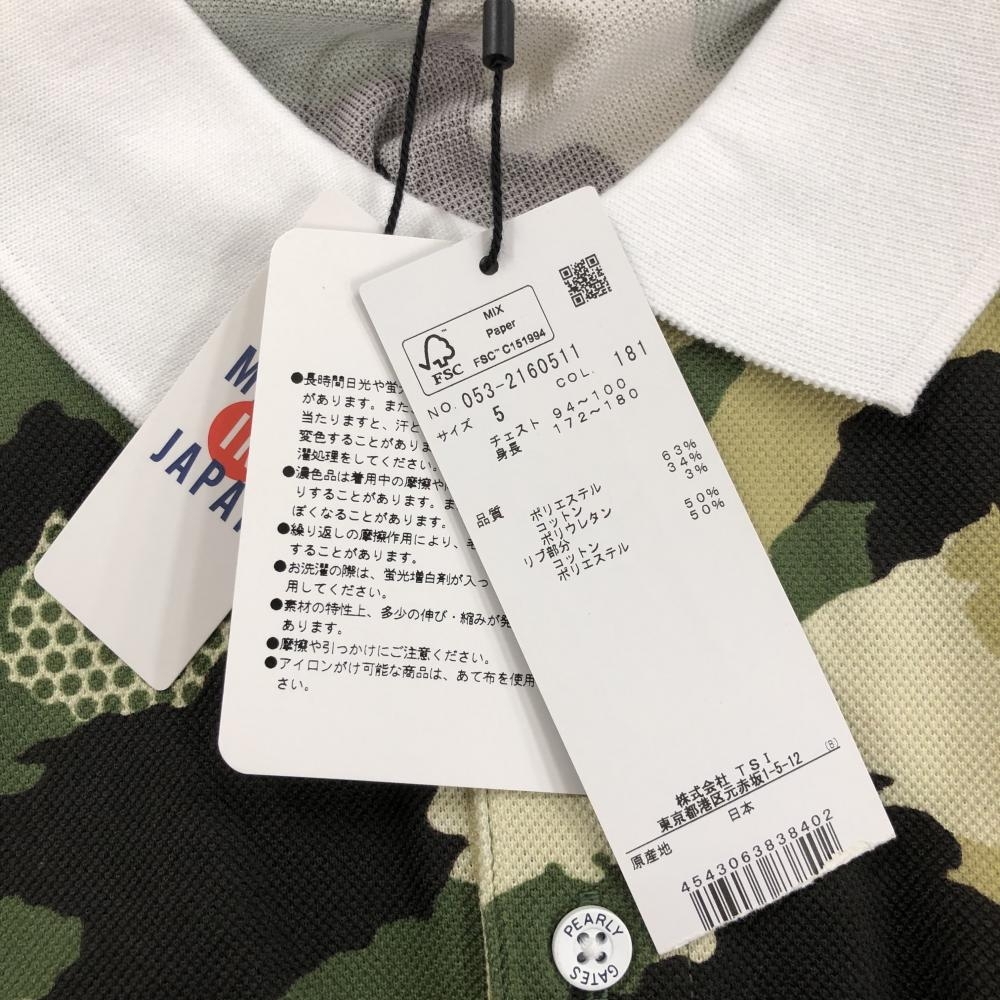 IN
JAPA
●長時間日光や蛍
があります。また
当たりますと、汗と
変色することがありま
濯処理をしてください。
●濃色品は着用中の摩擦や
りすることがあります。ま
ぽくなることがあります。
●繰り返しの摩擦作用により、毛
することがあります。
●お洗濯の際は、蛍光増白剤が入っ
用してください。
●素材の特性上、多少の伸び・縮みが発
あります。
●摩擦や引っかけにご注意ください。
●アイロンがけ可能な商品は、あて布を使用
さい。
MIX
Paper
FSC™ C151994
FSC
NO. 053-2160511
COL. 181
サイズ 5
チェスト 94～100
身長 172～180
品質 ポリエステル 63%
コットン 34%
ポリウレタン 3%
リブ部分
コットン 50%
ポリエステル 50%
株式会社 TSI
東京都港区元赤坂1-5-12 (8)
原産地 日本
4543063838402
PEARLY
GATES